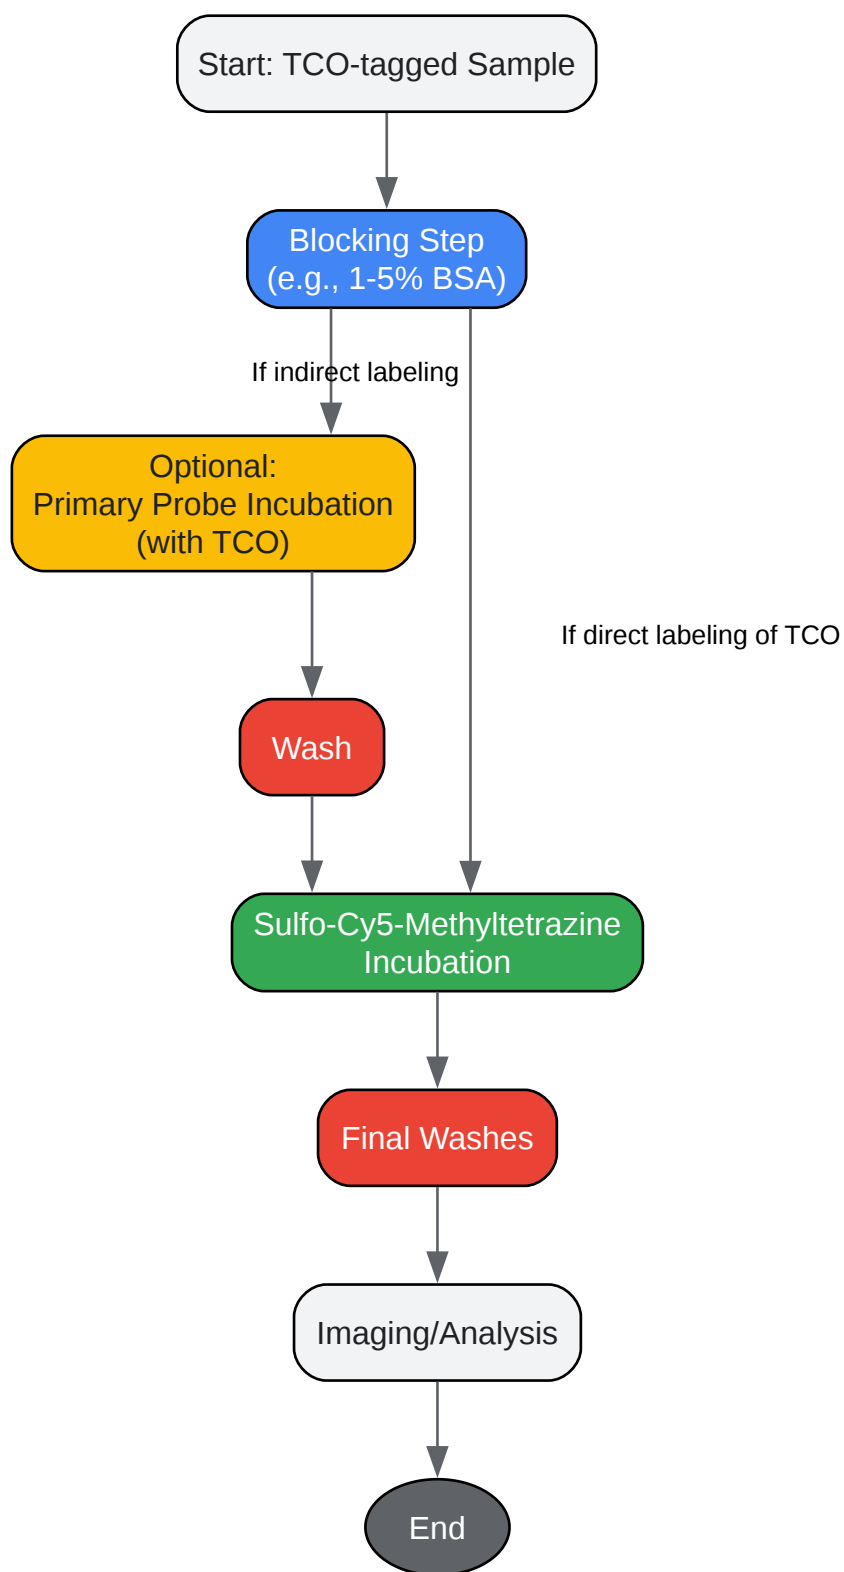 Start: TCO-tagged Sample
Blocking Step
(e.g., 1-5% BSA)
If indirect labeling
Optional:
Primary Probe Incubation
(with TCO)
If direct labeling of TCO
Wash
Sulfo-Cy5-Methyltetrazine
Incubation
Final Washes
Imaging/Analysis
End